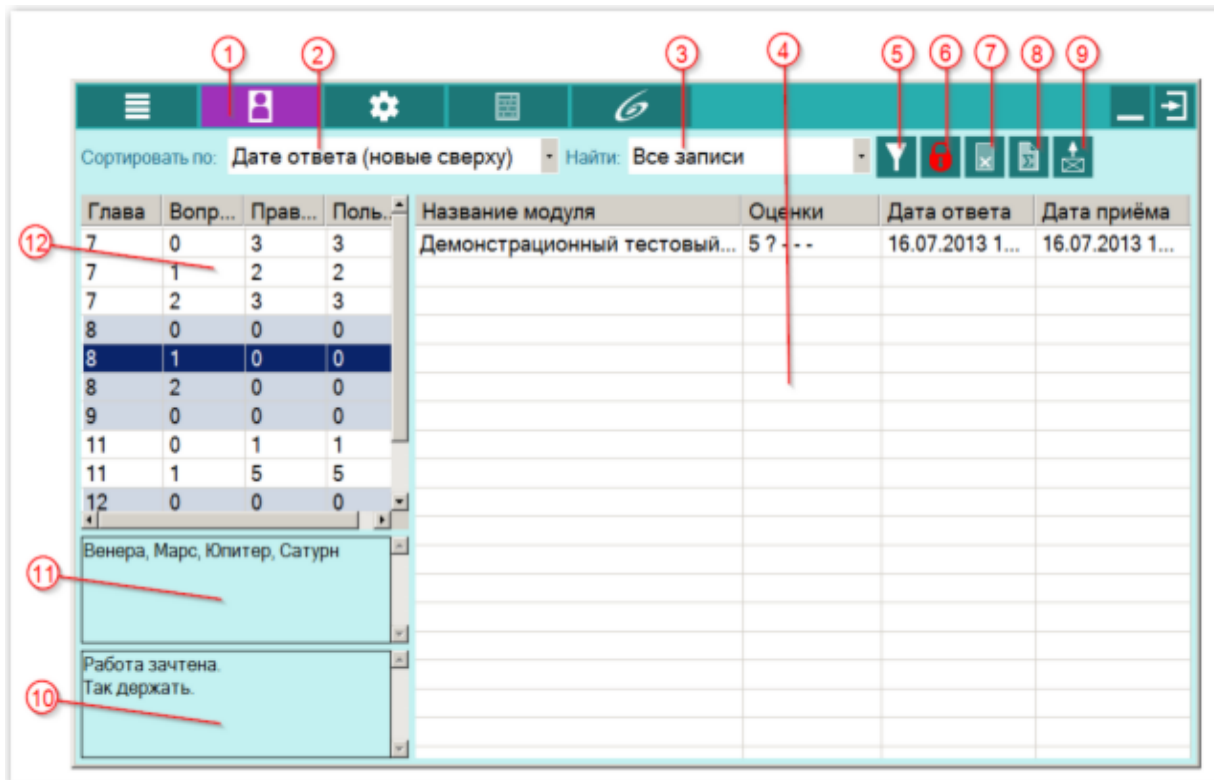 1 2 3 4 5 6 7 8 9
Сортировать по: Дате ответа (новые сверху) Найти: Все записи
Глава Вопр... Прав... Поль... Название модуля Оценки Дата ответа Дата приёма
12
7 0 3 3 Демонстрационный тестовый... 5 ? - - - 16.07.2013 1... 16.07.2013 1...
7 1 2 2
7 2 3 3
8 0 0 0
8 1 0 0
8 2 0 0
9 0 0 0
11 0 1 1
11 1 5 5
12 0 0 0
Венера, Марс, Юпитер, Сатурн
11
Работа зачтена.
Так держать.
10